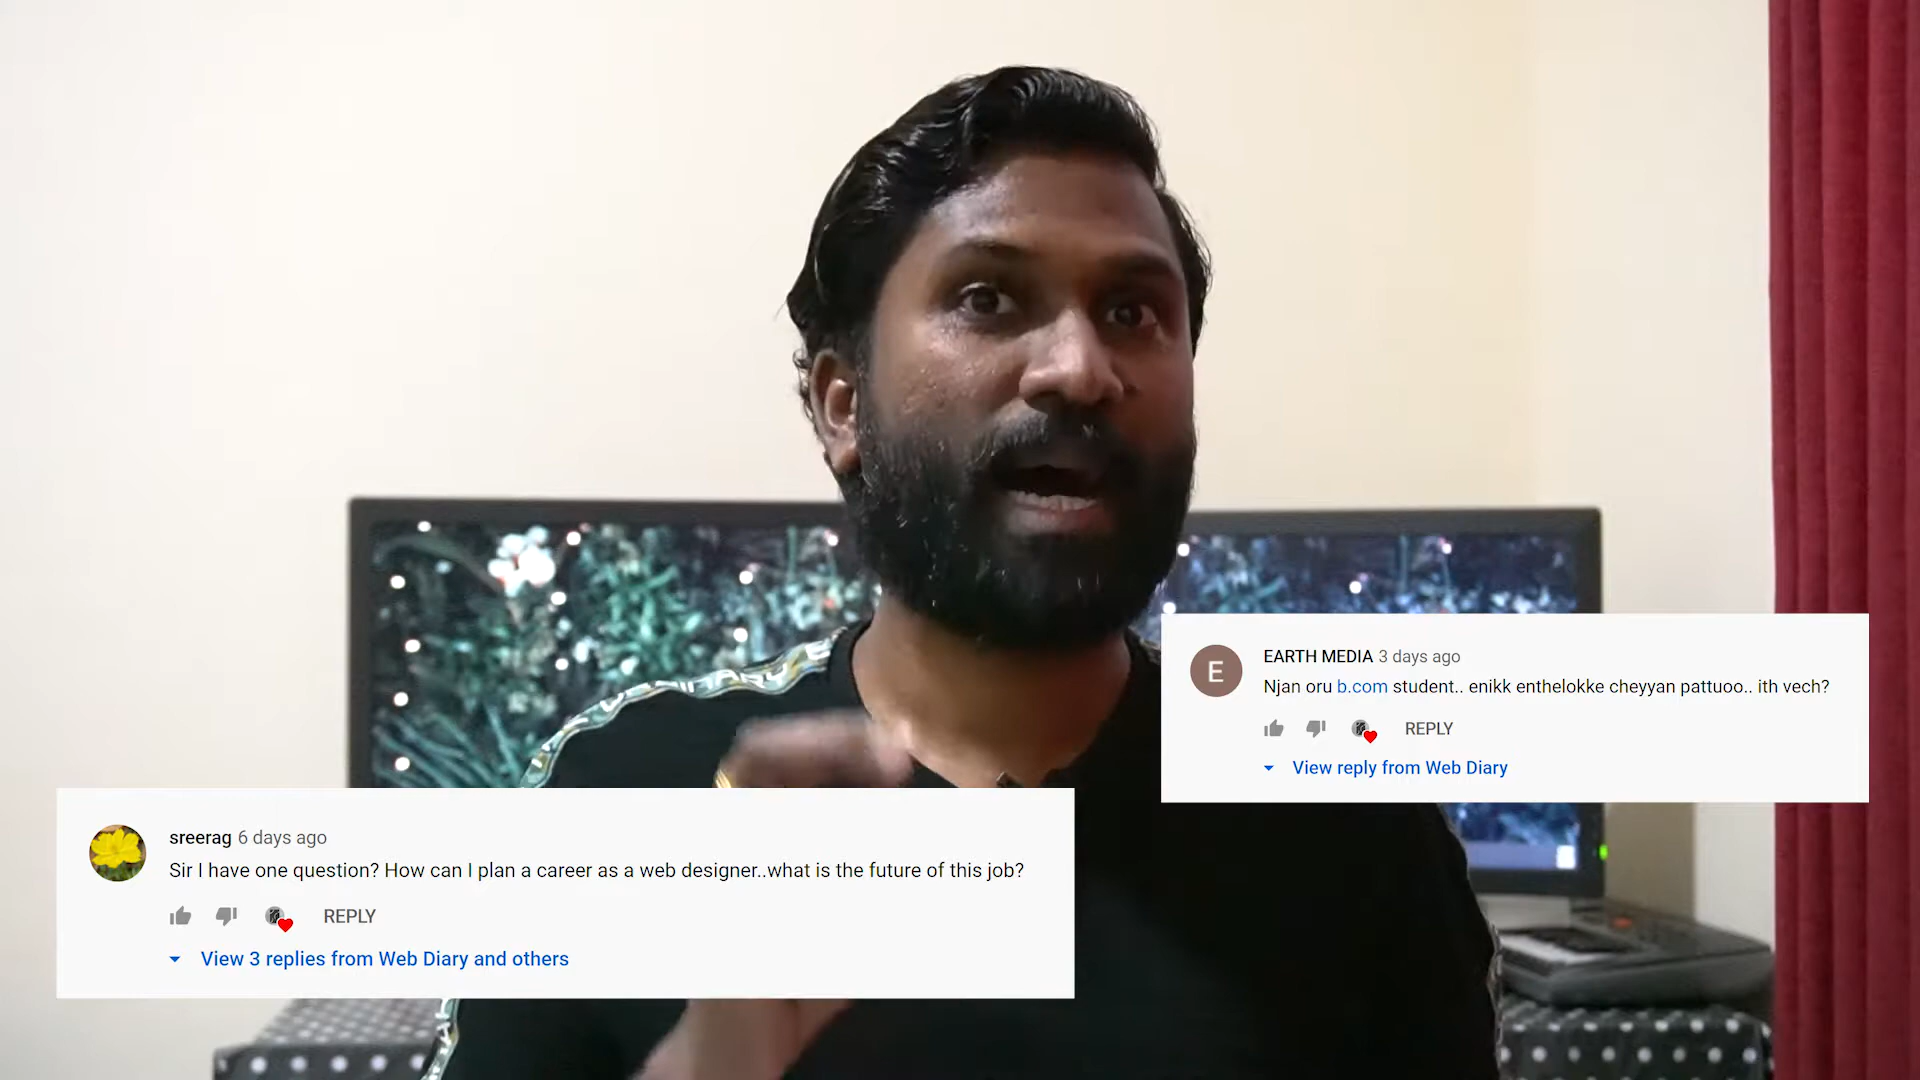 EARTH MEDIA 3 days ago
Njan oru b.com student.. enikk enthelokke cheyyan pattuoo.. ith vech?
REPLY
View reply from Web Diary
E
sreerag 6 days ago
Sir I have one question? How can I plan a career as a web designer..what is the future of this job?
REPLY
View 3 replies from Web Diary and others